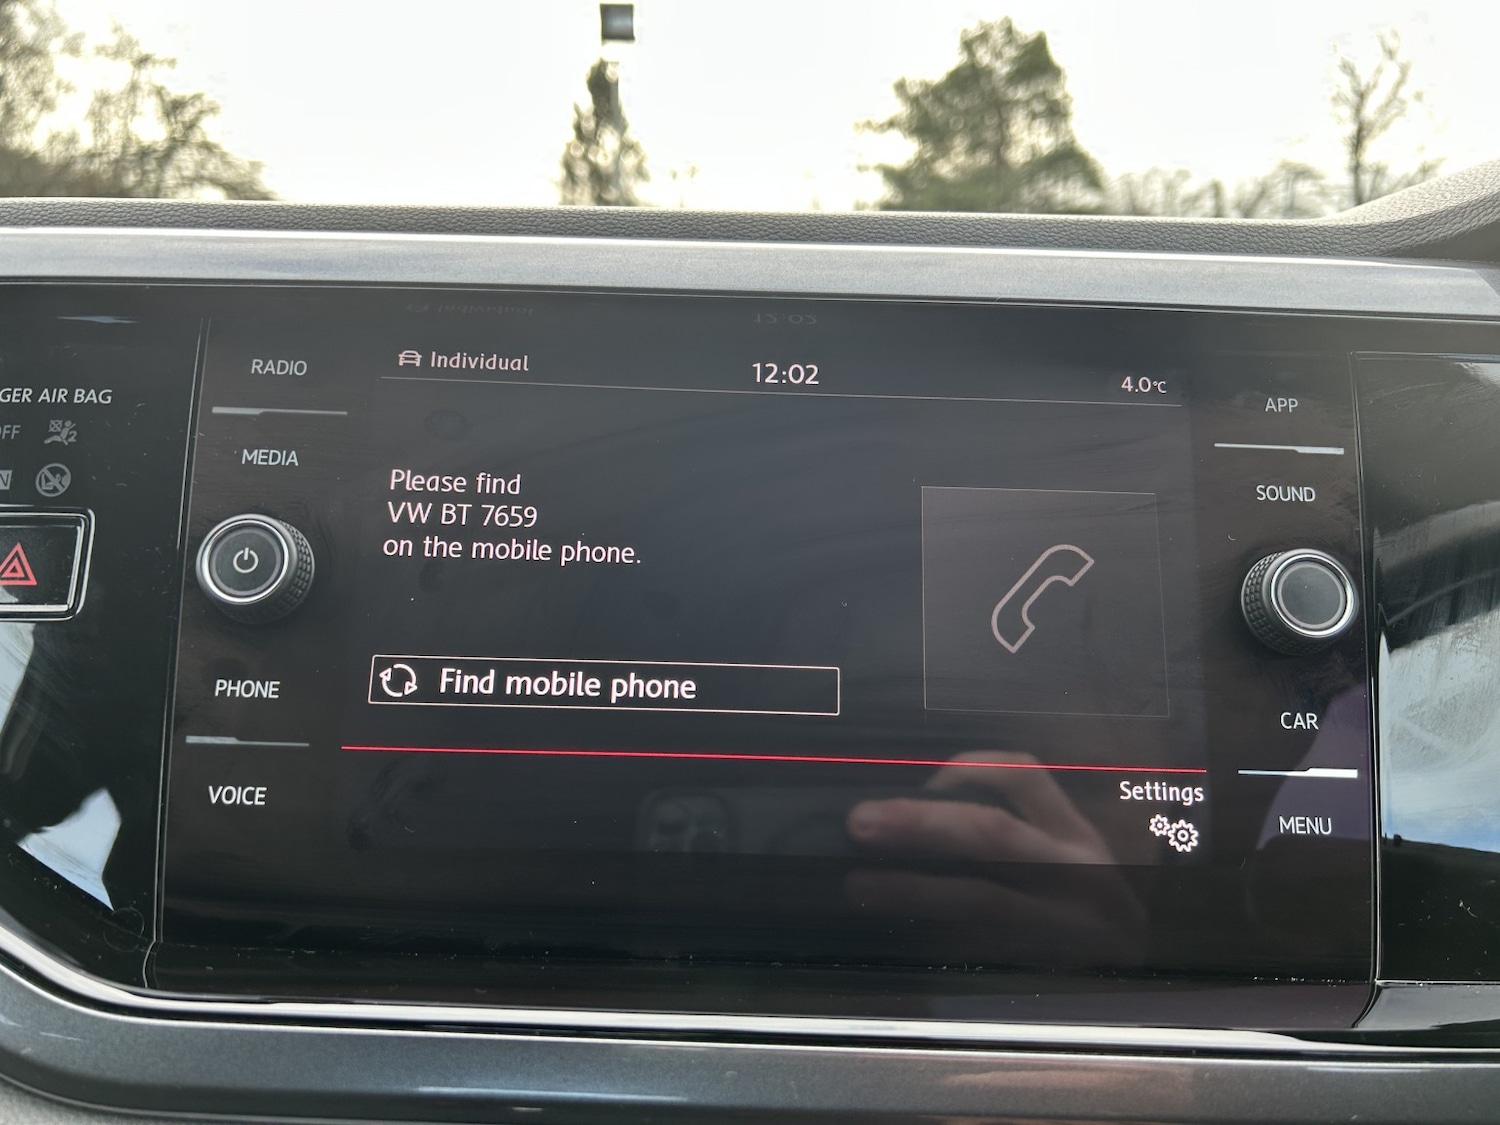 GER AIR BAG
OFF
RADIO
MEDIA
PHONE
VOICE
Individual
12:02
4.0°C
Please find
VW BT 7659
on the mobile phone.
Find mobile phone
Settings
APP
SOUND
CAR
MENU